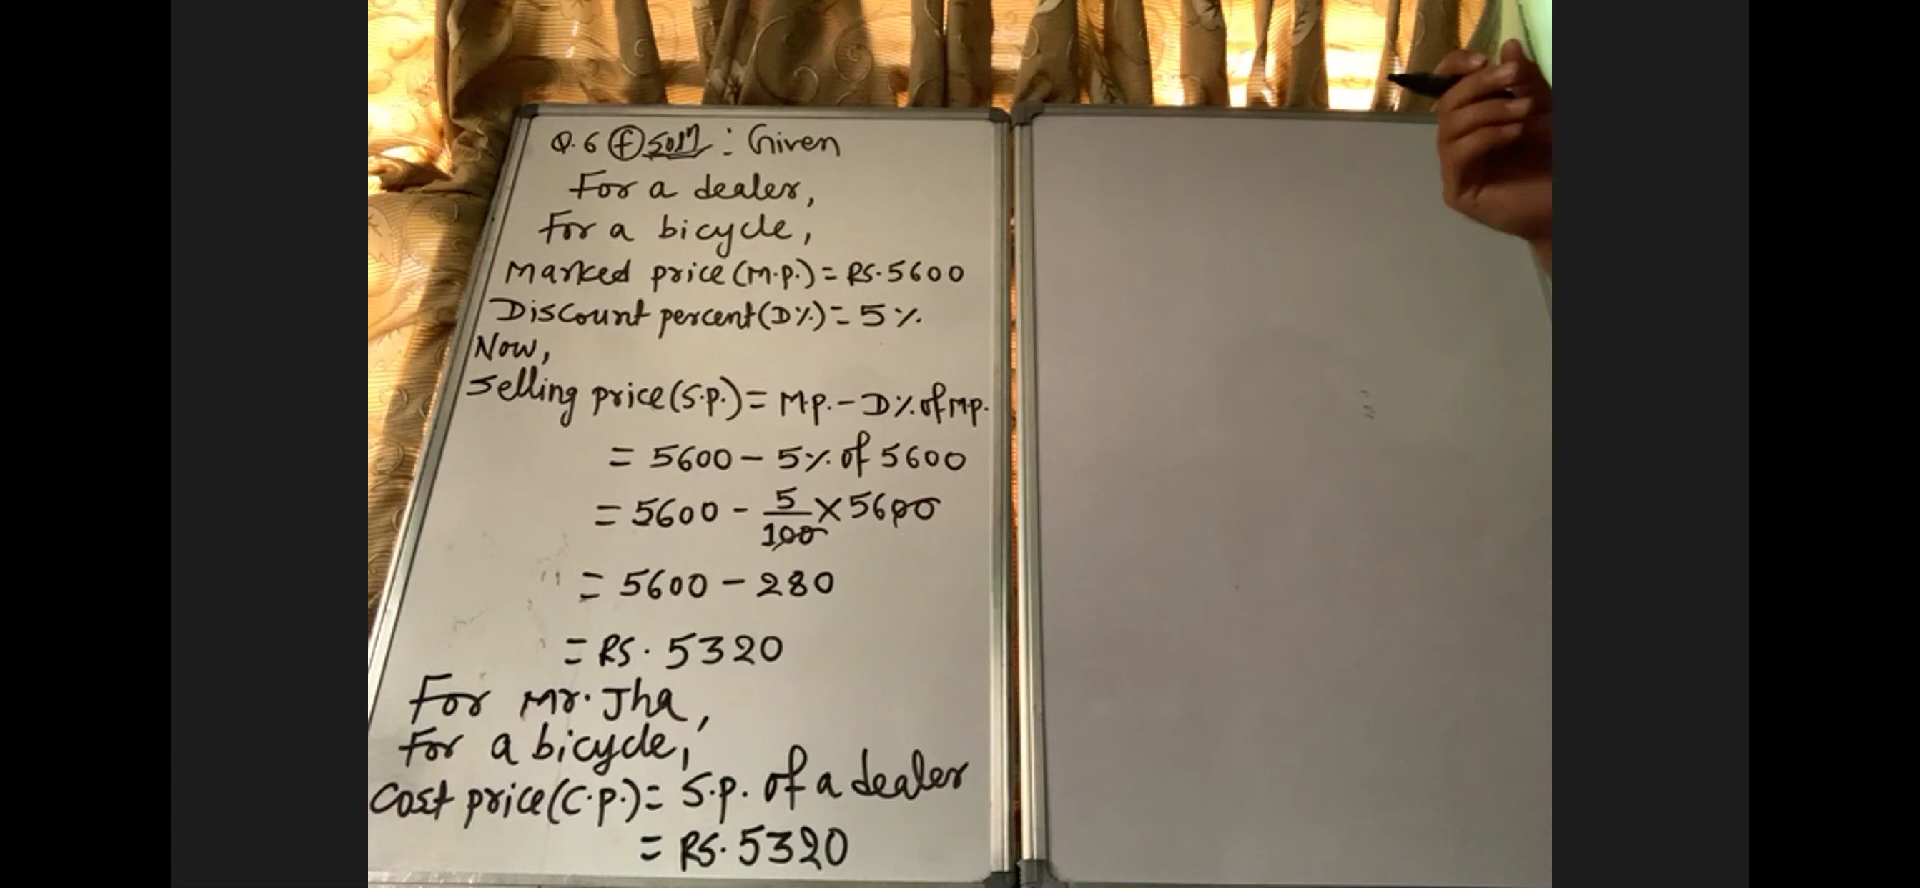 Q.6 (f) Soln : Given
For a dealer,
For a bicycle,
Marked price (M.p.) = RS. 5600
Discount percent (D%) = 5%
Now,
Selling price (S.p.) = M.p. - D% of M.p.
= 5600 - 5% of 5600
= 5600 - 5/100 × 5600
= 5600 - 280
= RS. 5320
For Mr. Jha,
For a bicycle,
Cost price (C.p.) = S.p. of a dealer
= RS. 5320